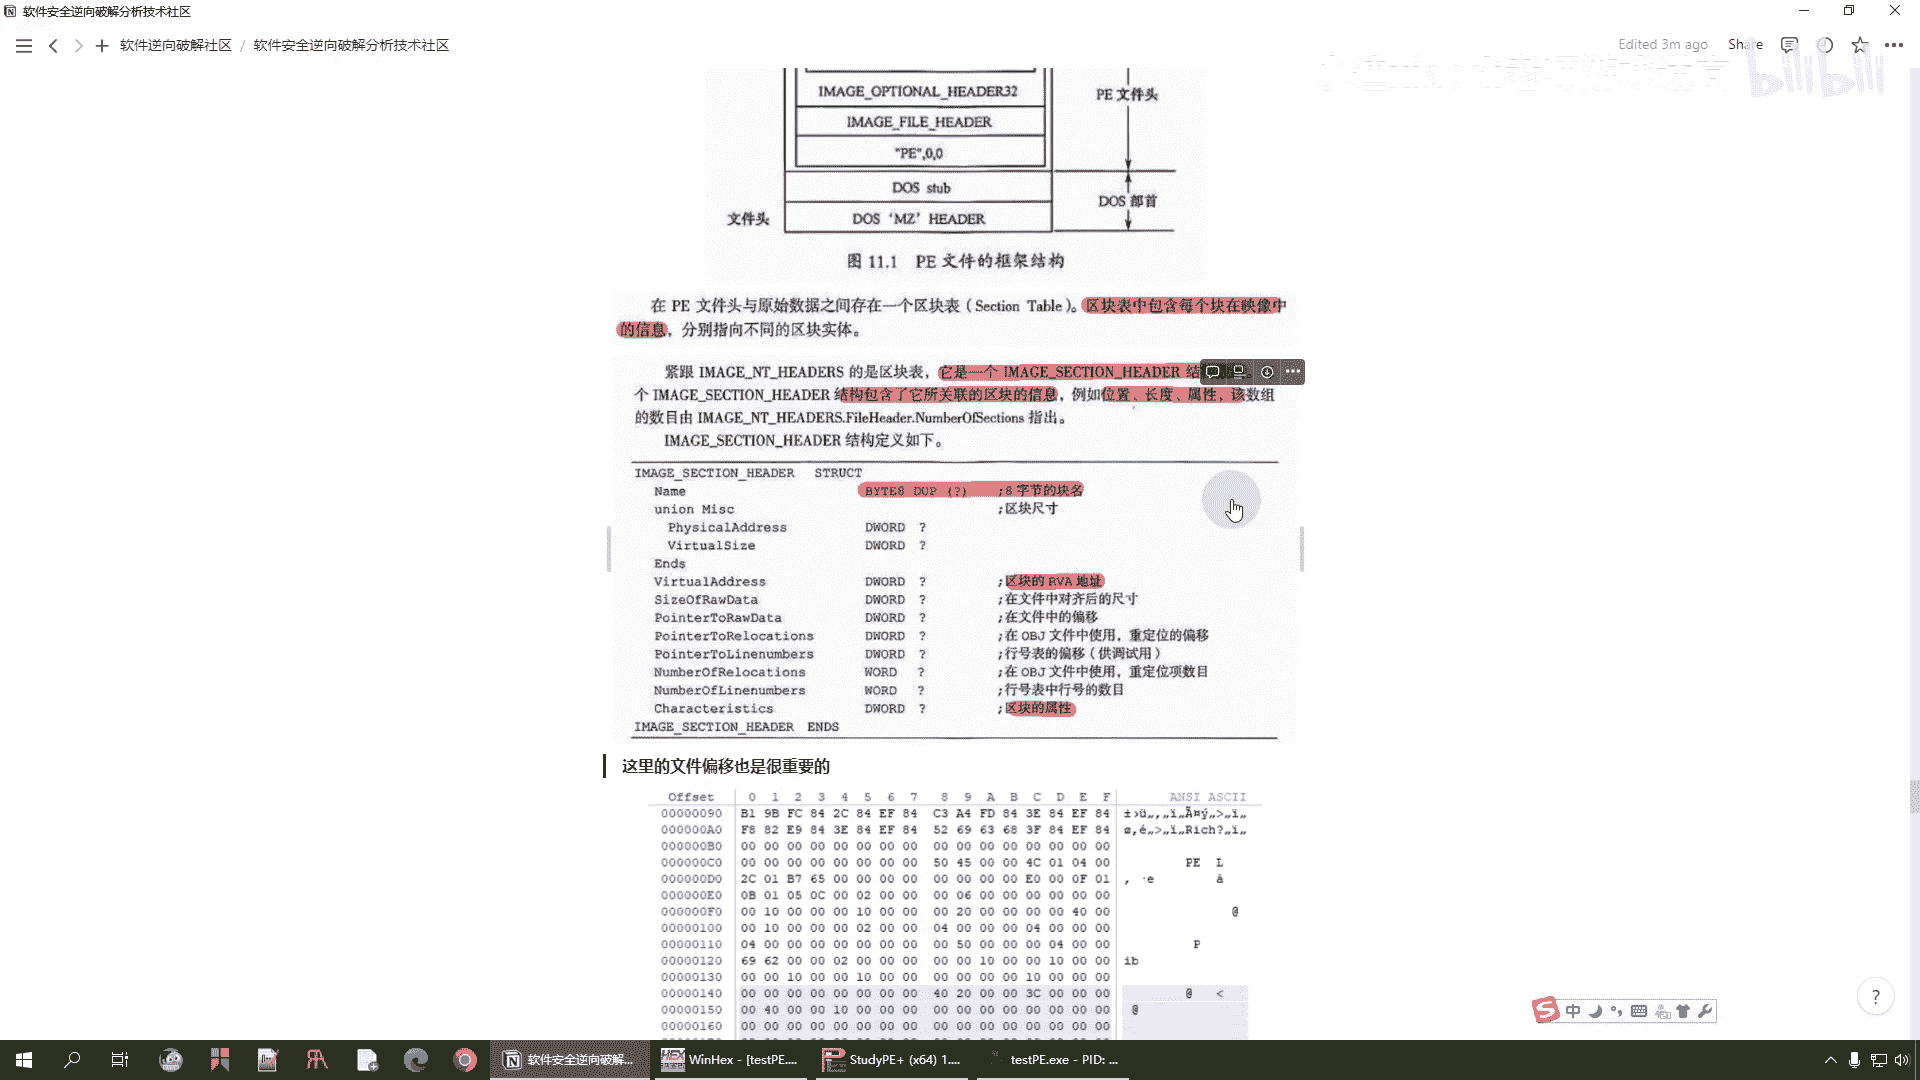 软件安全逆向破解分析技术社区
软件逆向破解社区 / 软件安全逆向破解分析技术社区
Edited 3m ago Share
bilibili
IMAGE_OPTIONAL_HEADER32
PE 文件头
IMAGE_FILE_HEADER
"PE",0,0
DOS stub
DOS 部首
文件头 DOS ‘MZ’ HEADER
图 11.1 PE 文件的框架结构
在 PE 文件头与原始数据之间存在一个区块表（Section Table）。区块表中包含每个块在映像中
的信息，分别指向不同的区块实体。
紧跟 IMAGE_NT_HEADERS 的是区块表，它是一个 IMAGE_SECTION_HEADER 结
个 IMAGE_SECTION_HEADER 结构包含了它所关联的区块的信息，例如位置、长度、属性，该数组
的数目由 IMAGE_NT_HEADERS.FileHeader.NumberOfSections 指出。
IMAGE_SECTION_HEADER 结构定义如下。
IMAGE_SECTION_HEADER STRUCT
Name BYTE8 DUP (?) ;8 字节的块名
union Misc ;区块尺寸
PhysicalAddress DWORD ?
VirtualSize DWORD ?
Ends
VirtualAddress DWORD ? ;区块的 RVA 地址
SizeOfRawData DWORD ? ;在文件中对齐后的尺寸
PointerToRawData DWORD ? ;在文件中的偏移
PointerToRelocations DWORD ? ;在 OBJ 文件中使用，重定位的偏移
PointerToLinenumbers DWORD ? ;行号表的偏移（供调试用）
NumberOfRelocations WORD ? ;在 OBJ 文件中使用，重定位项数目
NumberOfLinenumbers WORD ? ;行号表中行号的数目
Characteristics DWORD ? ;区块的属性
IMAGE_SECTION_HEADER ENDS
这里的文件偏移也是很重要的
Offset 0 1 2 3 4 5 6 7 8 9 A B C D E F ANSI ASCII
00000090 B1 9B FC 84 2C 84 EF 84 C3 A4 FD 84 3E 84 EF 84 ±›ü„,„ï„Ã¤ý„>„ï„
000000A0 F8 82 E9 84 3E 84 EF 84 52 69 63 68 3F 84 EF 84 ø‚é„>„ï„Rich?„ï„
000000B0 00 00 00 00 00 00 00 00 00 00 00 00 00 00 00 00
000000C0 00 00 00 00 00 00 00 00 50 45 00 00 4C 01 04 00 PE L
000000D0 2C 01 B7 65 00 00 00 00 00 00 00 00 E0 00 0F 01 , ·e à
000000E0 0B 01 05 0C 00 02 00 00 00 06 00 00 00 00 00 00
000000F0 00 10 00 00 00 10 00 00 00 20 00 00 00 00 40 00 @
00000100 00 10 00 00 00 02 00 00 04 00 00 00 04 00 00 00
00000110 04 00 00 00 00 00 00 00 00 50 00 00 00 04 00 00 P
00000120 69 62 00 00 02 00 00 00 00 00 10 00 00 10 00 00 ib
00000130 00 00 10 00 00 10 00 00 00 00 00 00 10 00 00 00
00000140 00 00 00 00 00 00 00 00 40 20 00 00 3C 00 00 00 @ <
00000150 00 40 00 00 10 00 00 00 00 00 00 00 00 00 00 00 @
00000160 00 00 00 00 00 00 00 00 00 00 00 00 00 00 00 00
?
中
软件安全逆向破解...
WinHex - [testPE....
StudyPE+ (x64) 1....
testPE.exe - PID: ...